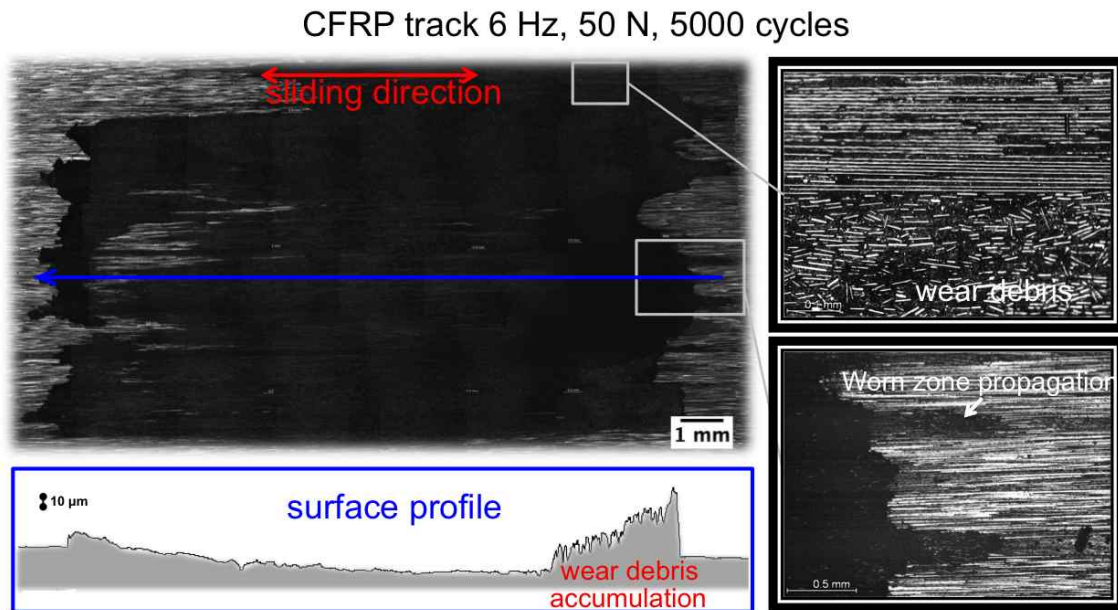 CFRP track 6 Hz, 50 N, 5000 cycles
sliding direction
1 mm
wear debris
0.1 mm
Worn zone propagation
0.5 mm
10 µm
surface profile
wear debris
accumulation